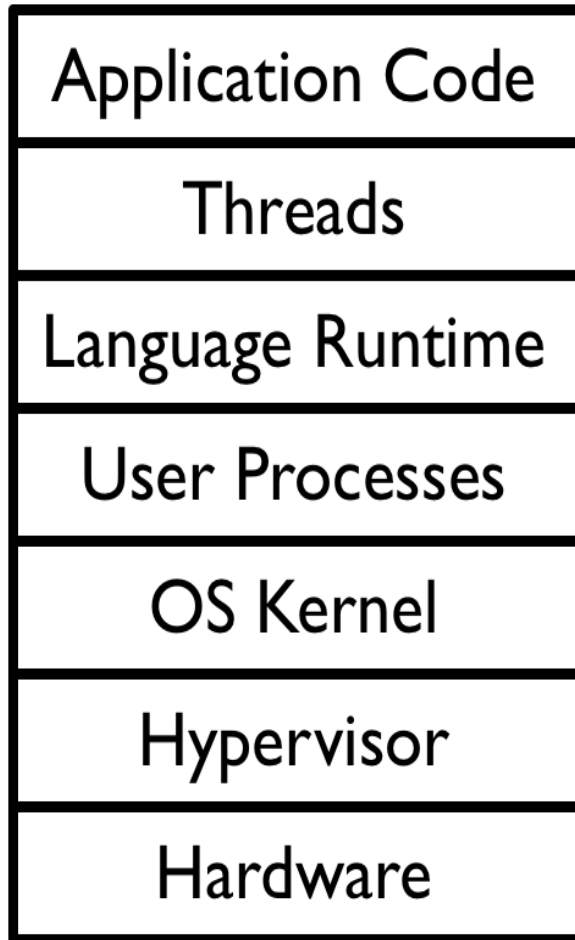 Application Code
Threads
Language Runtime
User Processes
OS Kernel
Hypervisor
Hardware